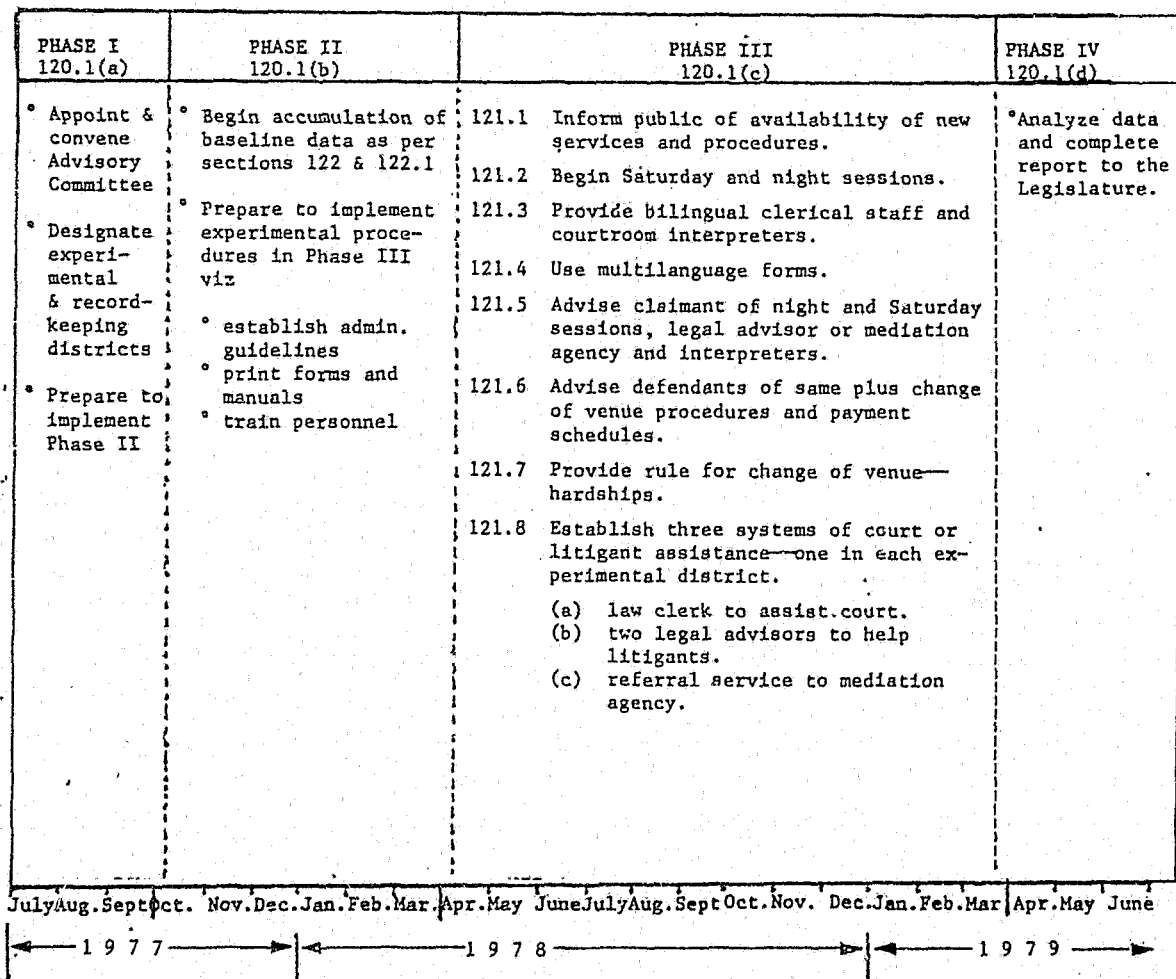 PHASE I
120.1(a)
° Appoint &
convene
Advisory
Committee
° Designate
experi-
mental
& record-
keeping
districts
° Prepare to
implement
Phase II
PHASE II
120.1(b)
° Begin accumulation of
baseline data as per
sections 122 & 122.1
° Prepare to implement
experimental proce-
dures in Phase III
viz
° establish admin.
guidelines
° print forms and
manuals
° train personnel
PHASE III
120.1(c)
121.1 Inform public of availability of new
services and procedures.
121.2 Begin Saturday and night sessions.
121.3 Provide bilingual clerical staff and
courtroom interpreters.
121.4 Use multilanguage forms.
121.5 Advise claimant of night and Saturday
sessions, legal advisor or mediation
agency and interpreters.
121.6 Advise defendants of same plus change
of venue procedures and payment
schedules.
121.7 Provide rule for change of venue—
hardships.
121.8 Establish three systems of court or
litigant assistance—one in each ex-
perimental district.
(a) law clerk to assist court.
(b) two legal advisors to help
litigants.
(c) referral service to mediation
agency.
PHASE IV
120.1(d)
°Analyze data
and complete
report to the
Legislature.
July Aug. Sept Oct. Nov. Dec. Jan. Feb. Mar. Apr. May June July Aug. Sept Oct. Nov. Dec. Jan. Feb. Mar Apr. May June
1977 1978 1979